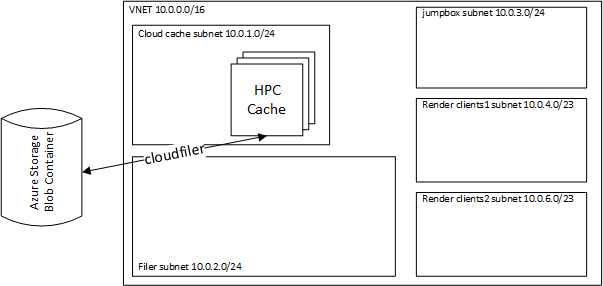 VNET 10.0.0.0/16
Cloud cache subnet 10.0.1.0/24
HPC
Cache
jumpbox subnet 10.0.3.0/24
Azure Storage
Blob Container
cloudfiler
Render clients1 subnet 10.0.4.0/23
Filer subnet 10.0.2.0/24
Render clients2 subnet 10.0.6.0/23